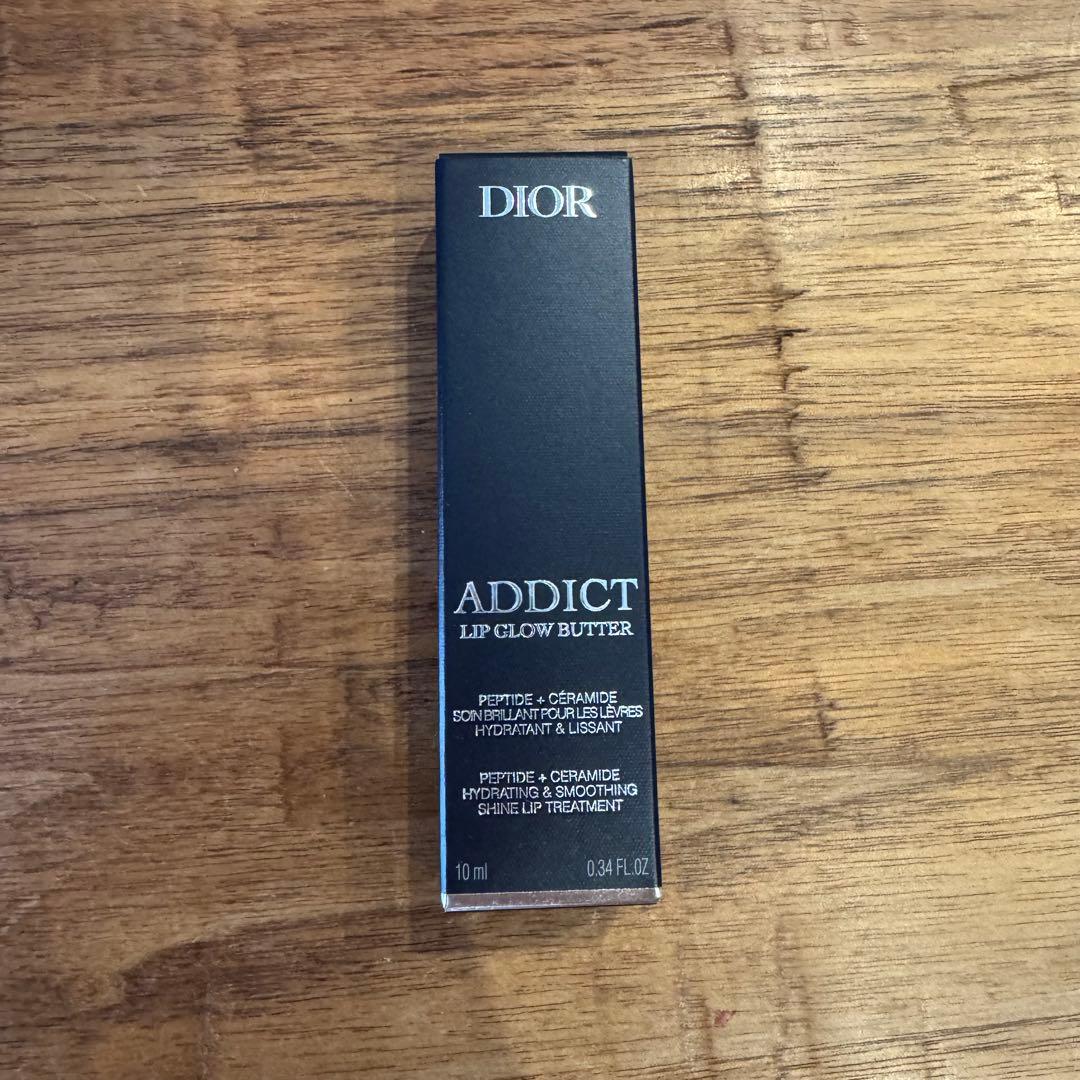 DIOR
ADDICT
LIP GLOW BUTTER
PEPTIDE + CÉRAMIDE
SOIN BRILLANT POUR LES LÈVRES
HYDRATANT & LISSANT
PEPTIDE + CERAMIDE
HYDRATING & SMOOTHING
SHINE LIP TREATMENT
10 ml 0.34 FL.OZ